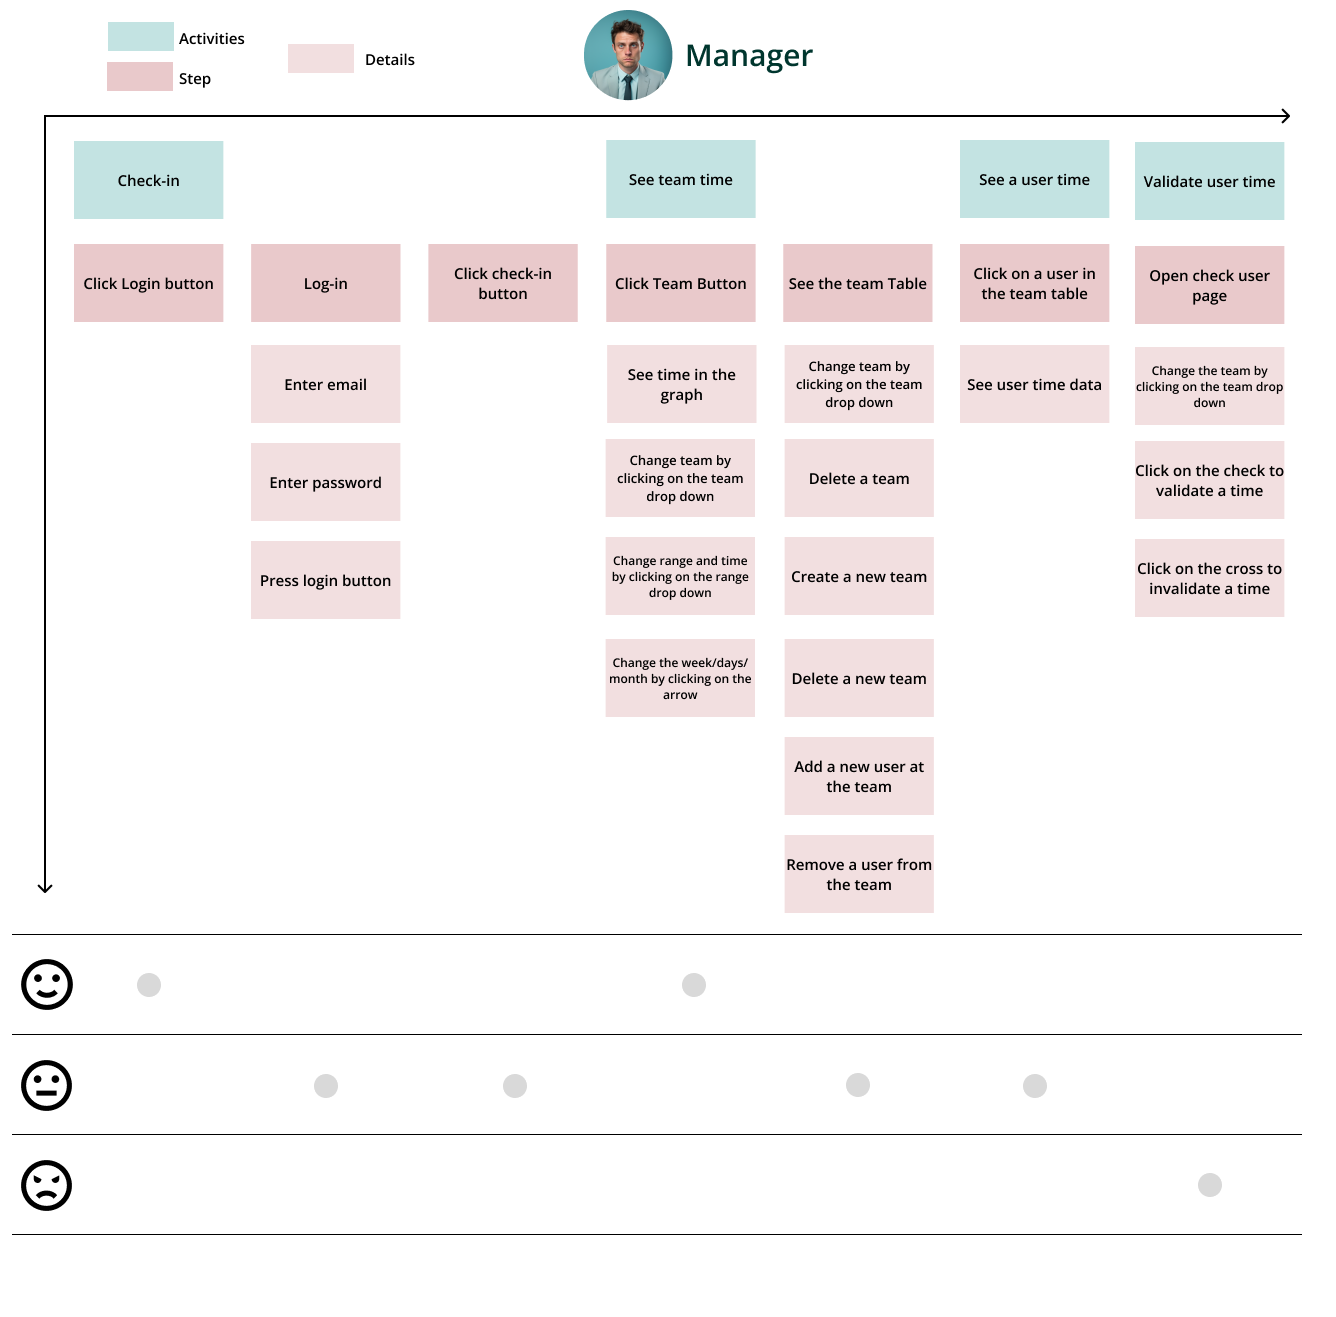 Activities
Step
Details
Manager
Check-in
See team time
See a user time
Validate user time
Click Login button
Log-in
Click check-in
button
Click Team Button
See the team Table
Click on a user in
the team table
Open check user
page
Enter email
See time in the
graph
Change team by
clicking on the team
drop down
See user time data
Change the team by
clicking on the team drop
down
Enter password
Change team by
clicking on the team
drop down
Delete a team
Click on the check to
validate a time
Press login button
Change range and time
by clicking on the range
drop down
Create a new team
Click on the cross to
invalidate a time
Change the week/days/
month by clicking on the
arrow
Delete a new team
Add a new user at
the team
Remove a user from
the team